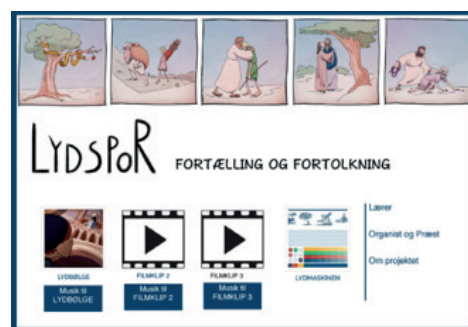 LYDSPOR FORTÆLLING OG FORTOLKNING
Lærer
Organist og Præst
Om projektet
LYDBØLGE
FILMKLIP 2
FILMKLIP 3
LYDMASKINEN
Musik til
LYDBØLGE
Musik til
FILMKLIP 2
Musik til
FILMKLIP 3